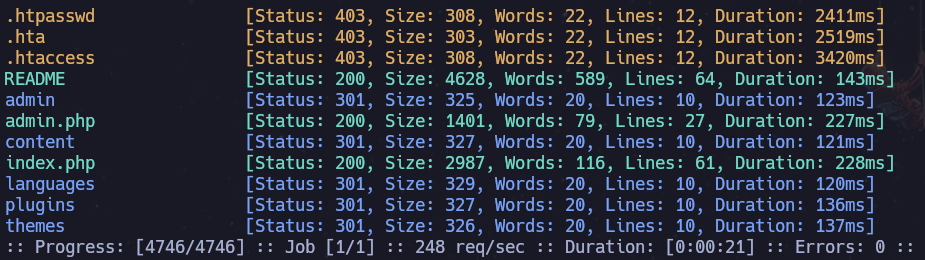 .htpasswd [Status: 403, Size: 308, Words: 22, Lines: 12, Duration: 2411ms]
.hta [Status: 403, Size: 303, Words: 22, Lines: 12, Duration: 2519ms]
.htaccess [Status: 403, Size: 308, Words: 22, Lines: 12, Duration: 3420ms]
README [Status: 200, Size: 4628, Words: 589, Lines: 64, Duration: 143ms]
admin [Status: 301, Size: 325, Words: 20, Lines: 10, Duration: 123ms]
admin.php [Status: 200, Size: 1401, Words: 79, Lines: 27, Duration: 227ms]
content [Status: 301, Size: 327, Words: 20, Lines: 10, Duration: 121ms]
index.php [Status: 200, Size: 2987, Words: 116, Lines: 61, Duration: 228ms]
languages [Status: 301, Size: 329, Words: 20, Lines: 10, Duration: 120ms]
plugins [Status: 301, Size: 327, Words: 20, Lines: 10, Duration: 136ms]
themes [Status: 301, Size: 326, Words: 20, Lines: 10, Duration: 137ms]
:: Progress: [4746/4746] :: Job [1/1] :: 248 req/sec :: Duration: [0:00:21] :: Errors: 0 ::